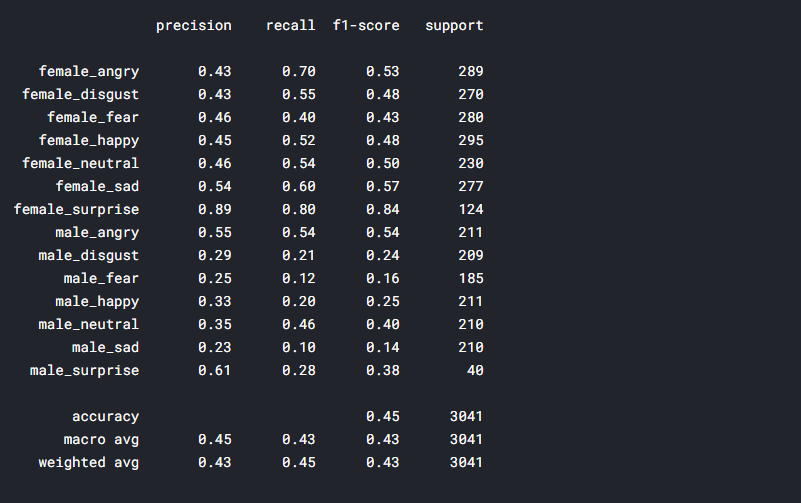 precision recall f1-score support
female_angry 0.43 0.70 0.53 289
female_disgust 0.43 0.55 0.48 270
female_fear 0.46 0.40 0.43 280
female_happy 0.45 0.52 0.48 295
female_neutral 0.46 0.54 0.50 230
female_sad 0.54 0.60 0.57 277
female_surprise 0.89 0.80 0.84 124
male_angry 0.55 0.54 0.54 211
male_disgust 0.29 0.21 0.24 209
male_fear 0.25 0.12 0.16 185
male_happy 0.33 0.20 0.25 211
male_neutral 0.35 0.46 0.40 210
male_sad 0.23 0.10 0.14 210
male_surprise 0.61 0.28 0.38 40
accuracy 0.45 3041
macro avg 0.45 0.43 0.43 3041
weighted avg 0.43 0.45 0.43 3041